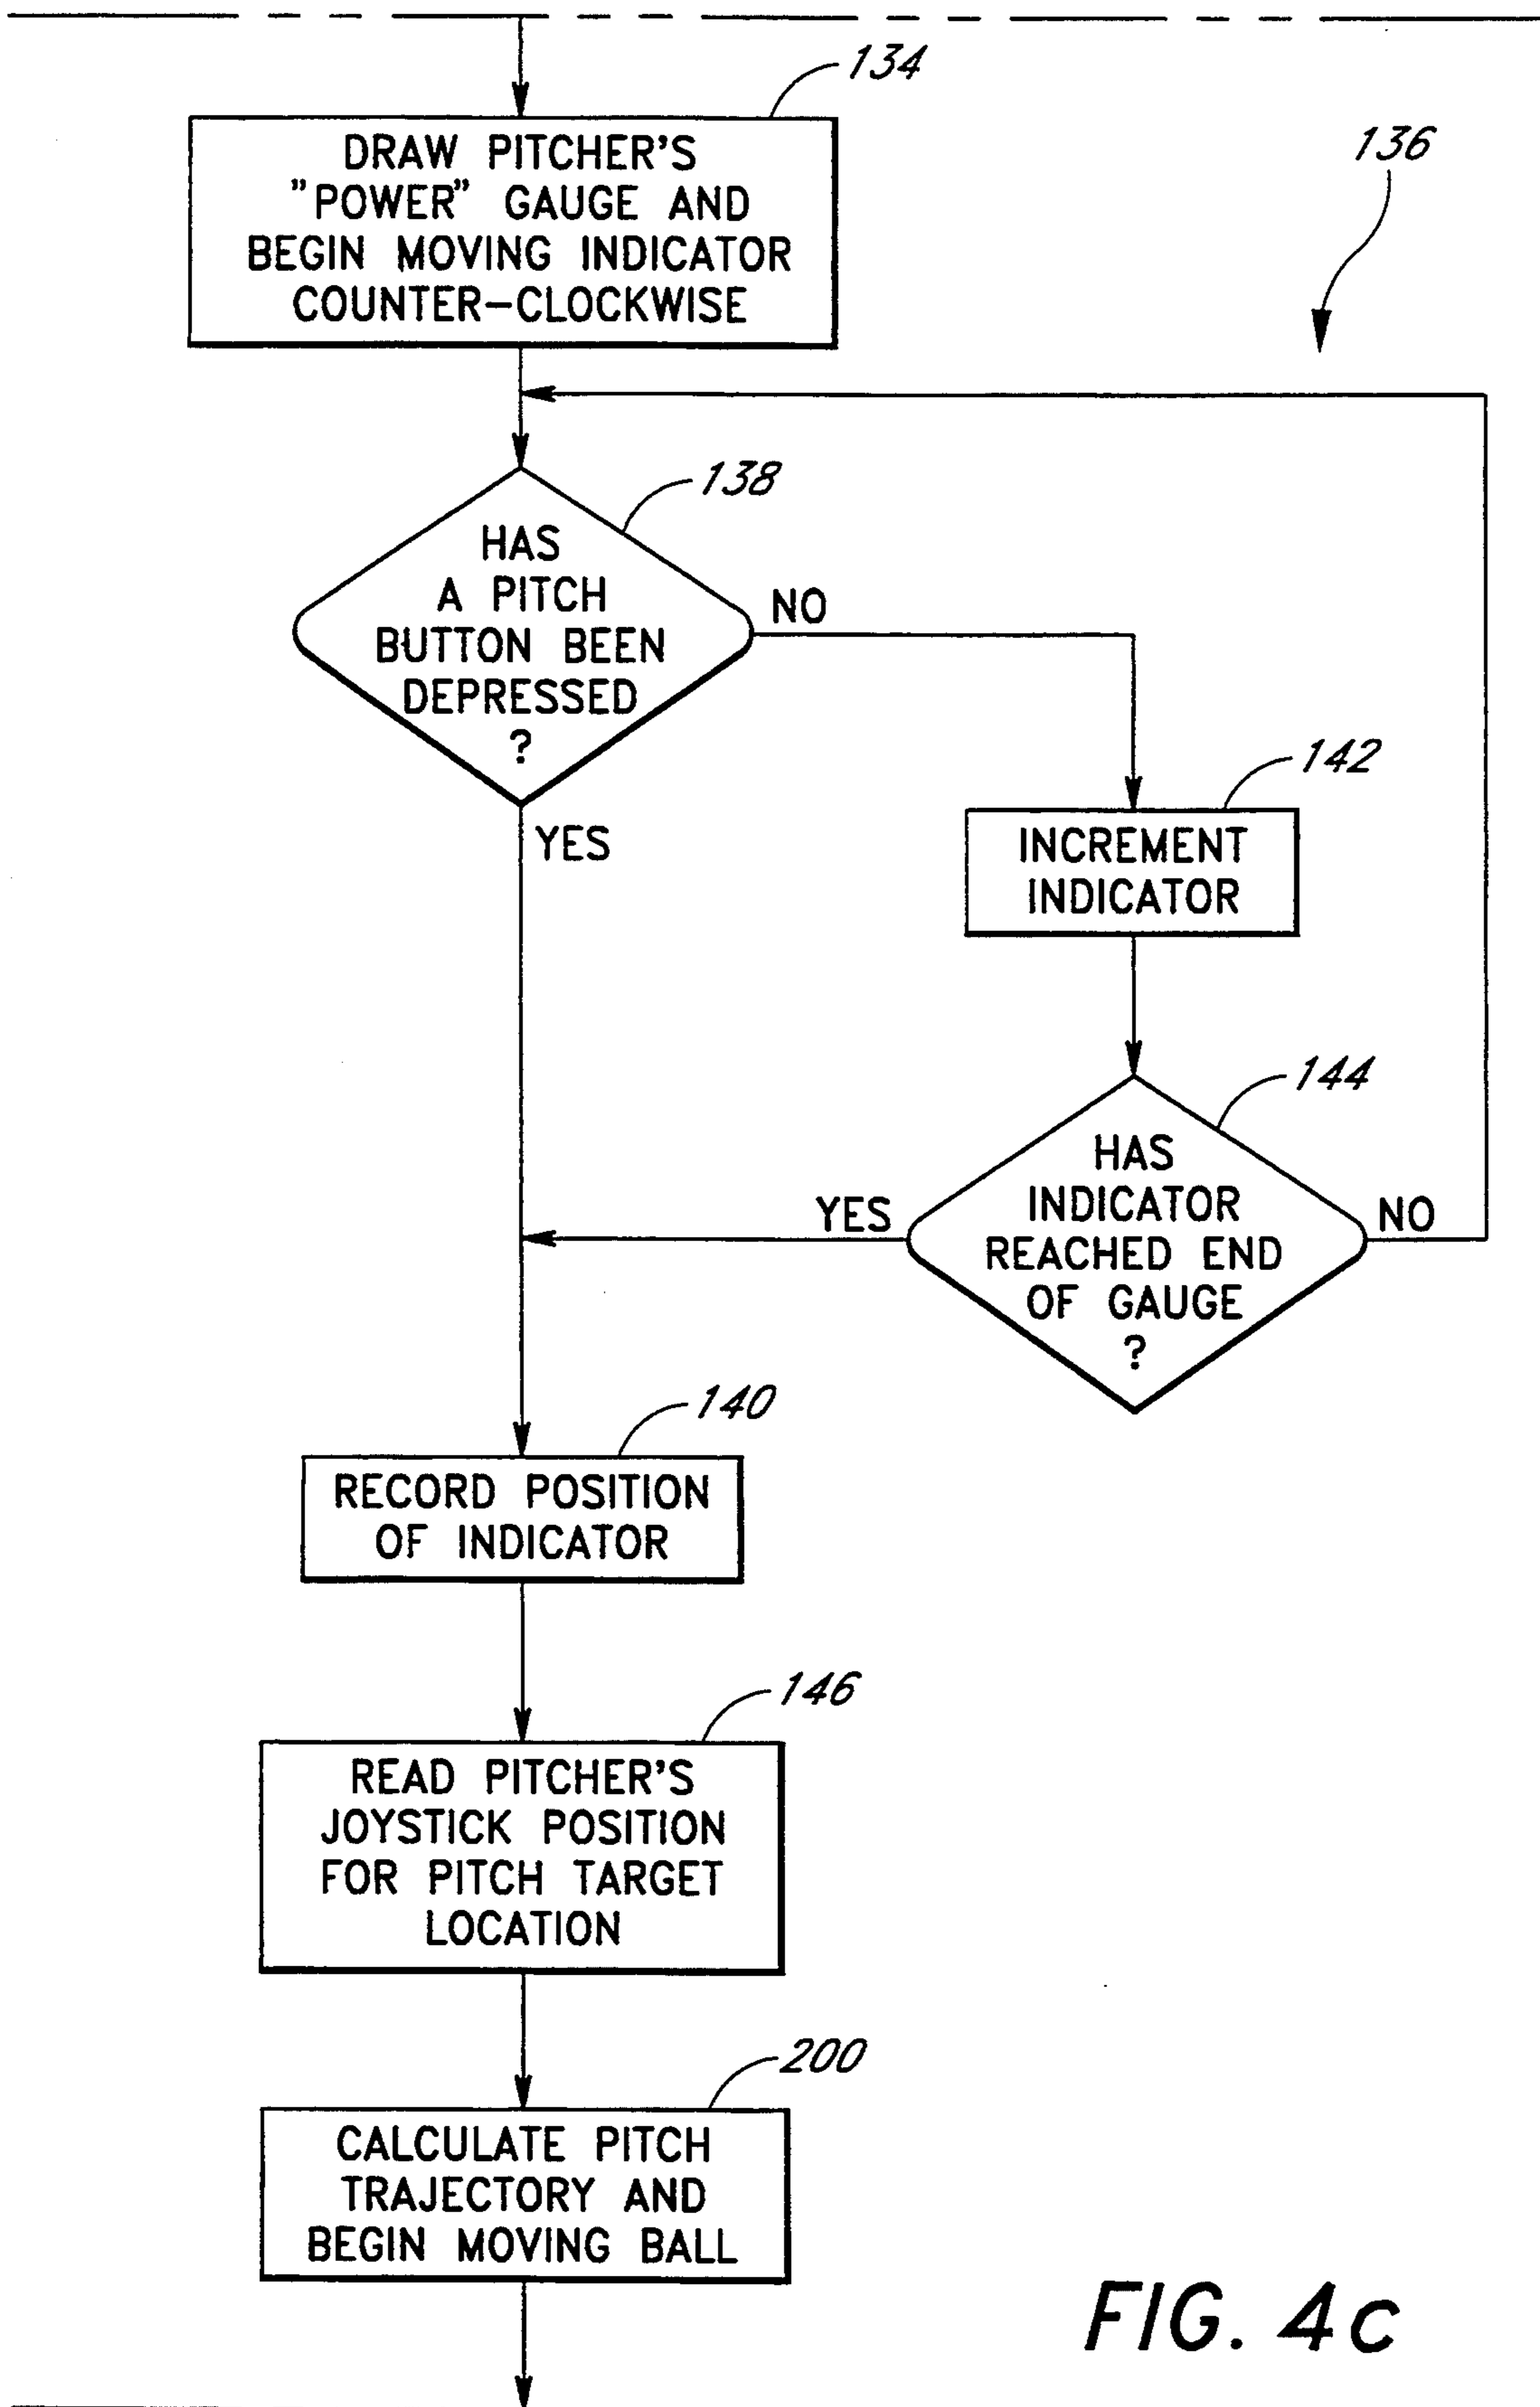 134
DRAW PITCHER'S
"POWER" GAUGE AND
BEGIN MOVING INDICATOR
COUNTER-CLOCKWISE
136
138
HAS
A PITCH
BUTTON BEEN
DEPRESSED
?
NO
YES
142
INCREMENT
INDICATOR
144
HAS
INDICATOR
REACHED END
OF GAUGE
?
YES
NO
140
RECORD POSITION
OF INDICATOR
146
READ PITCHER'S
JOYSTICK POSITION
FOR PITCH TARGET
LOCATION
200
CALCULATE PITCH
TRAJECTORY AND
BEGIN MOVING BALL
FIG. 4c